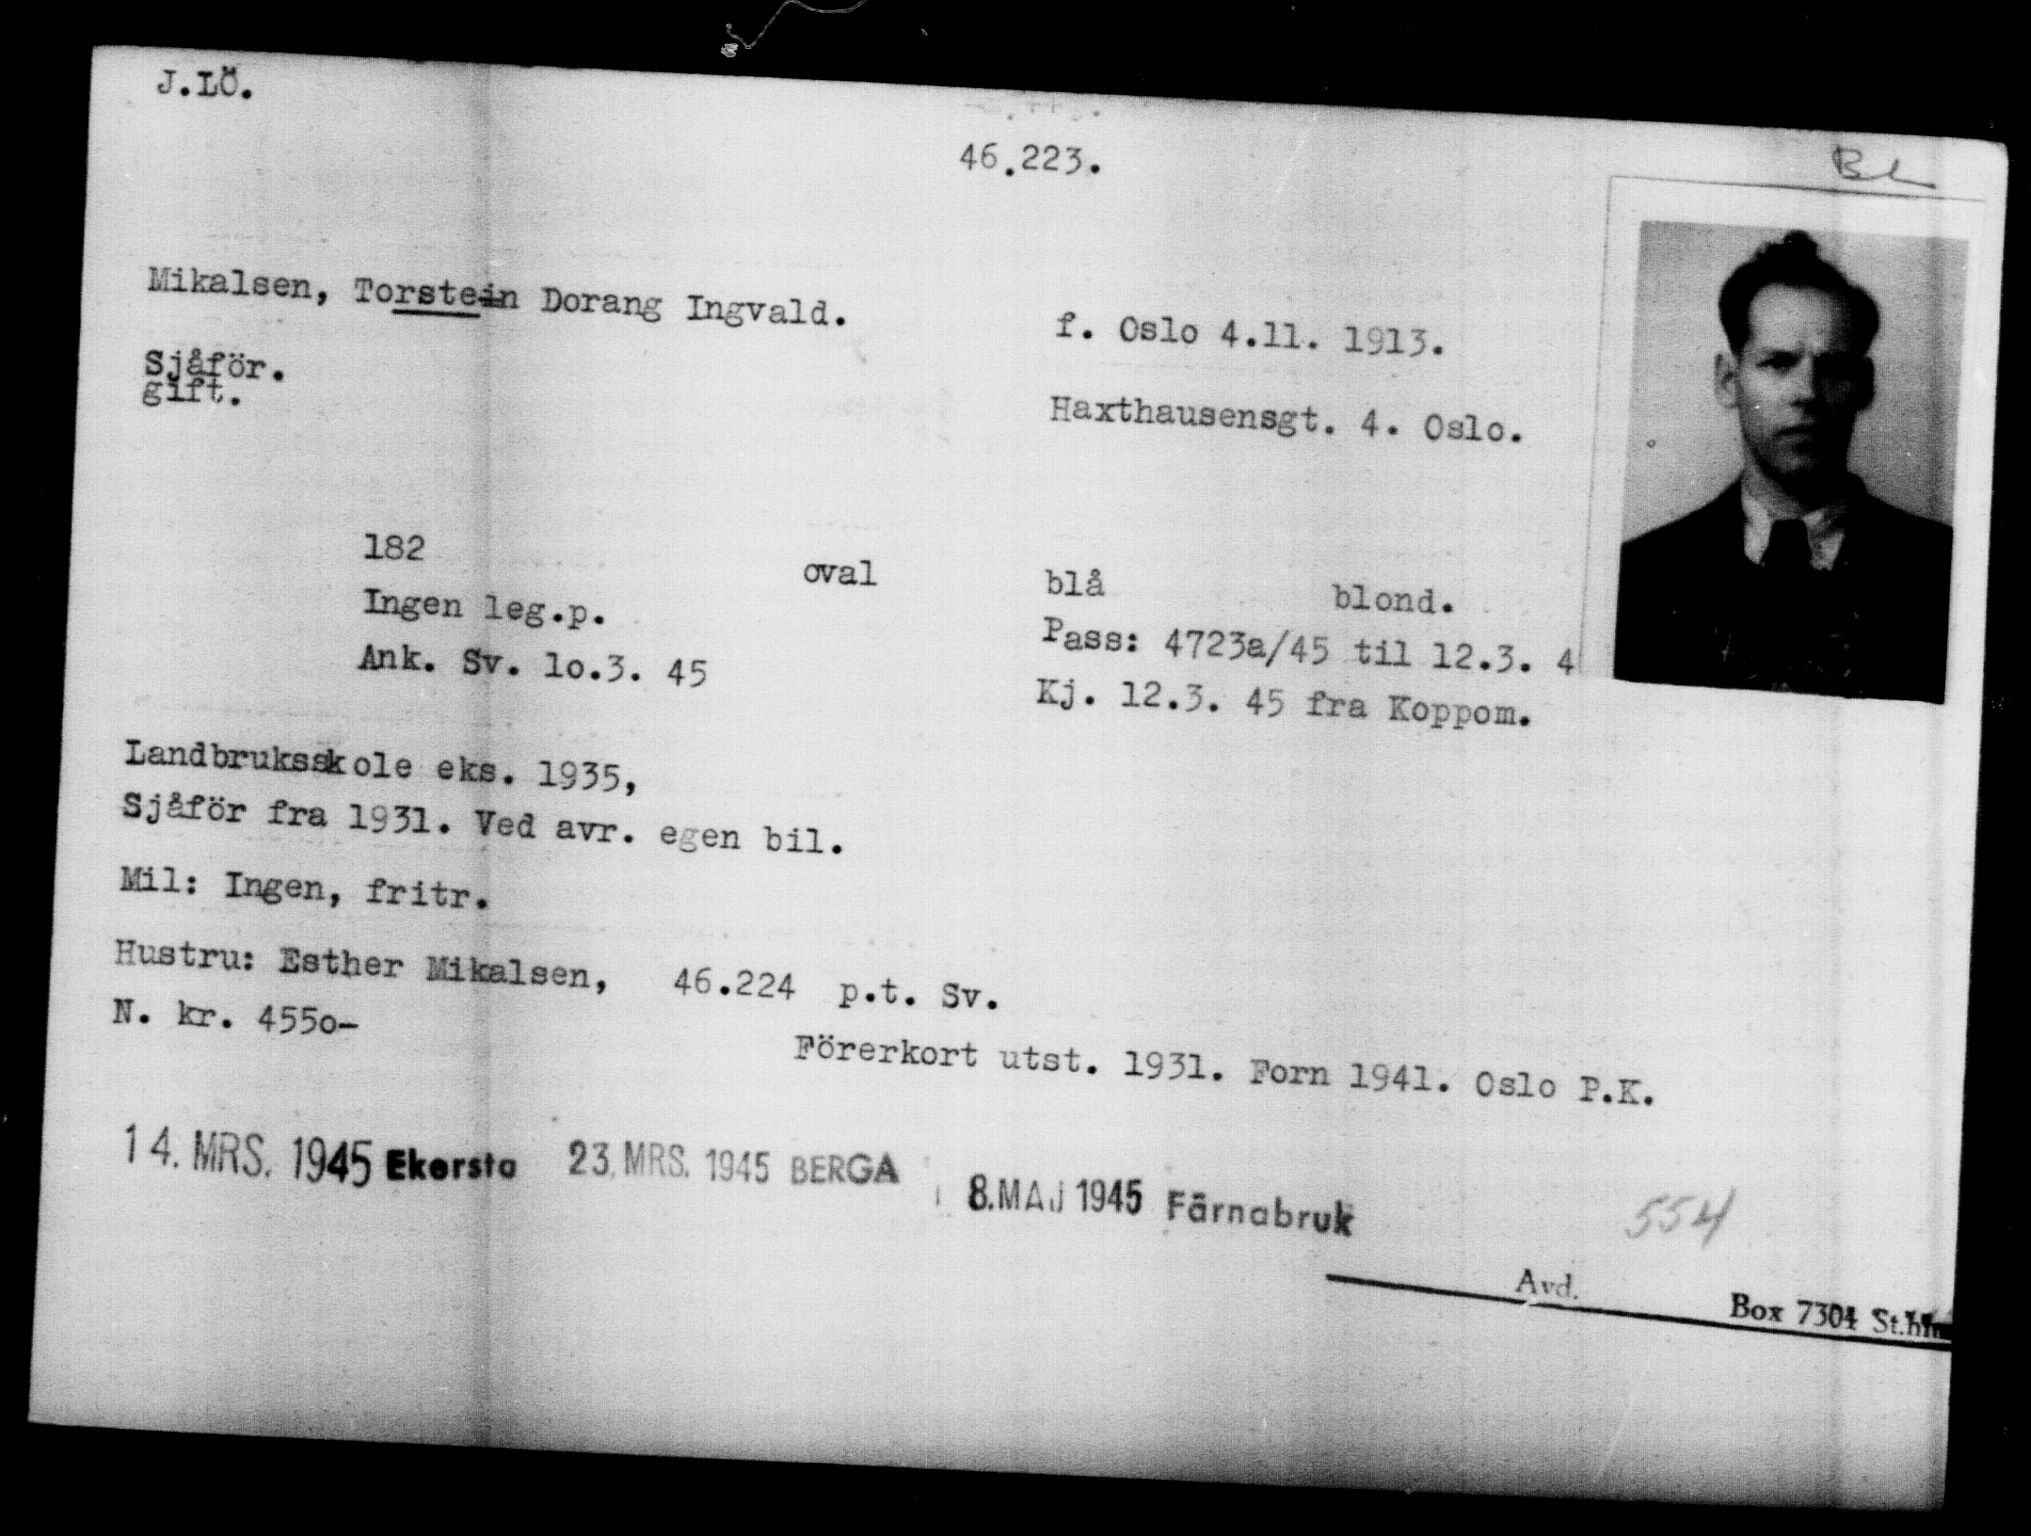 J.LÖ.
46.223.
BL
Mikalsen, Torstein Dorang Ingvald.
f. Oslo 4.11. 1913.
Sjåför.
gift.
Haxthausensgt. 4. Oslo.
182
oval
blå
blond.
Ingen leg.p.
Pass: 4723a/45 til 12.3. 4
Ank. Sv. lo.3. 45
Kj. 12.3. 45 fra Koppom.
Landbruksskole eks. 1935,
Sjåför fra 1931. Ved avr. egen bil.
Mil: Ingen, fritr.
Hustru: Esther Mikalsen, 46.224 p.t. Sv.
N. kr. 455o-
Förerkort utst. 1931. Forn 1941. Oslo P.K.
14. MRS. 1945 Ekersta 23. MRS. 1945 BERGA 8. MAJ 1945 Färnabruk
554
Avd.
Box 7304 St.hlm